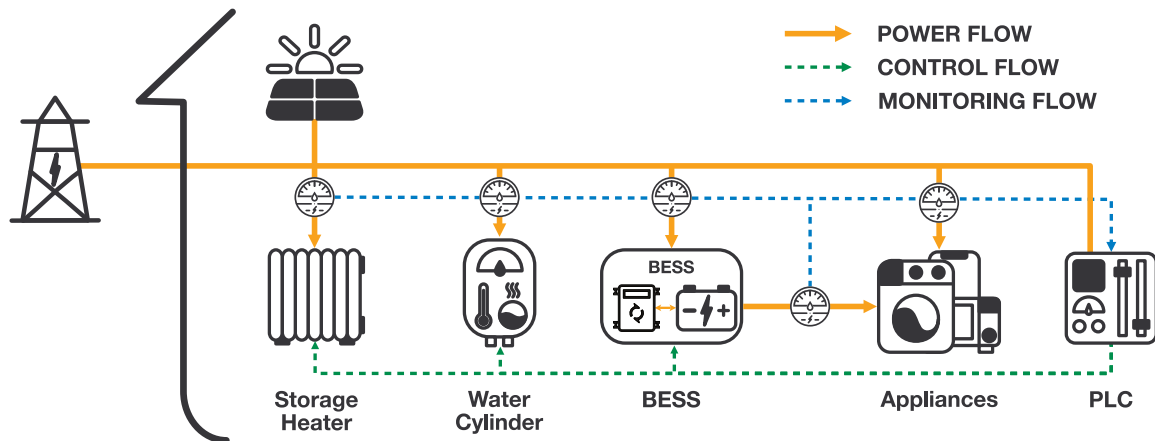 POWER FLOW
CONTROL FLOW
MONITORING FLOW
BESS
Storage
Heater
Water
Cylinder
BESS
Appliances
PLC